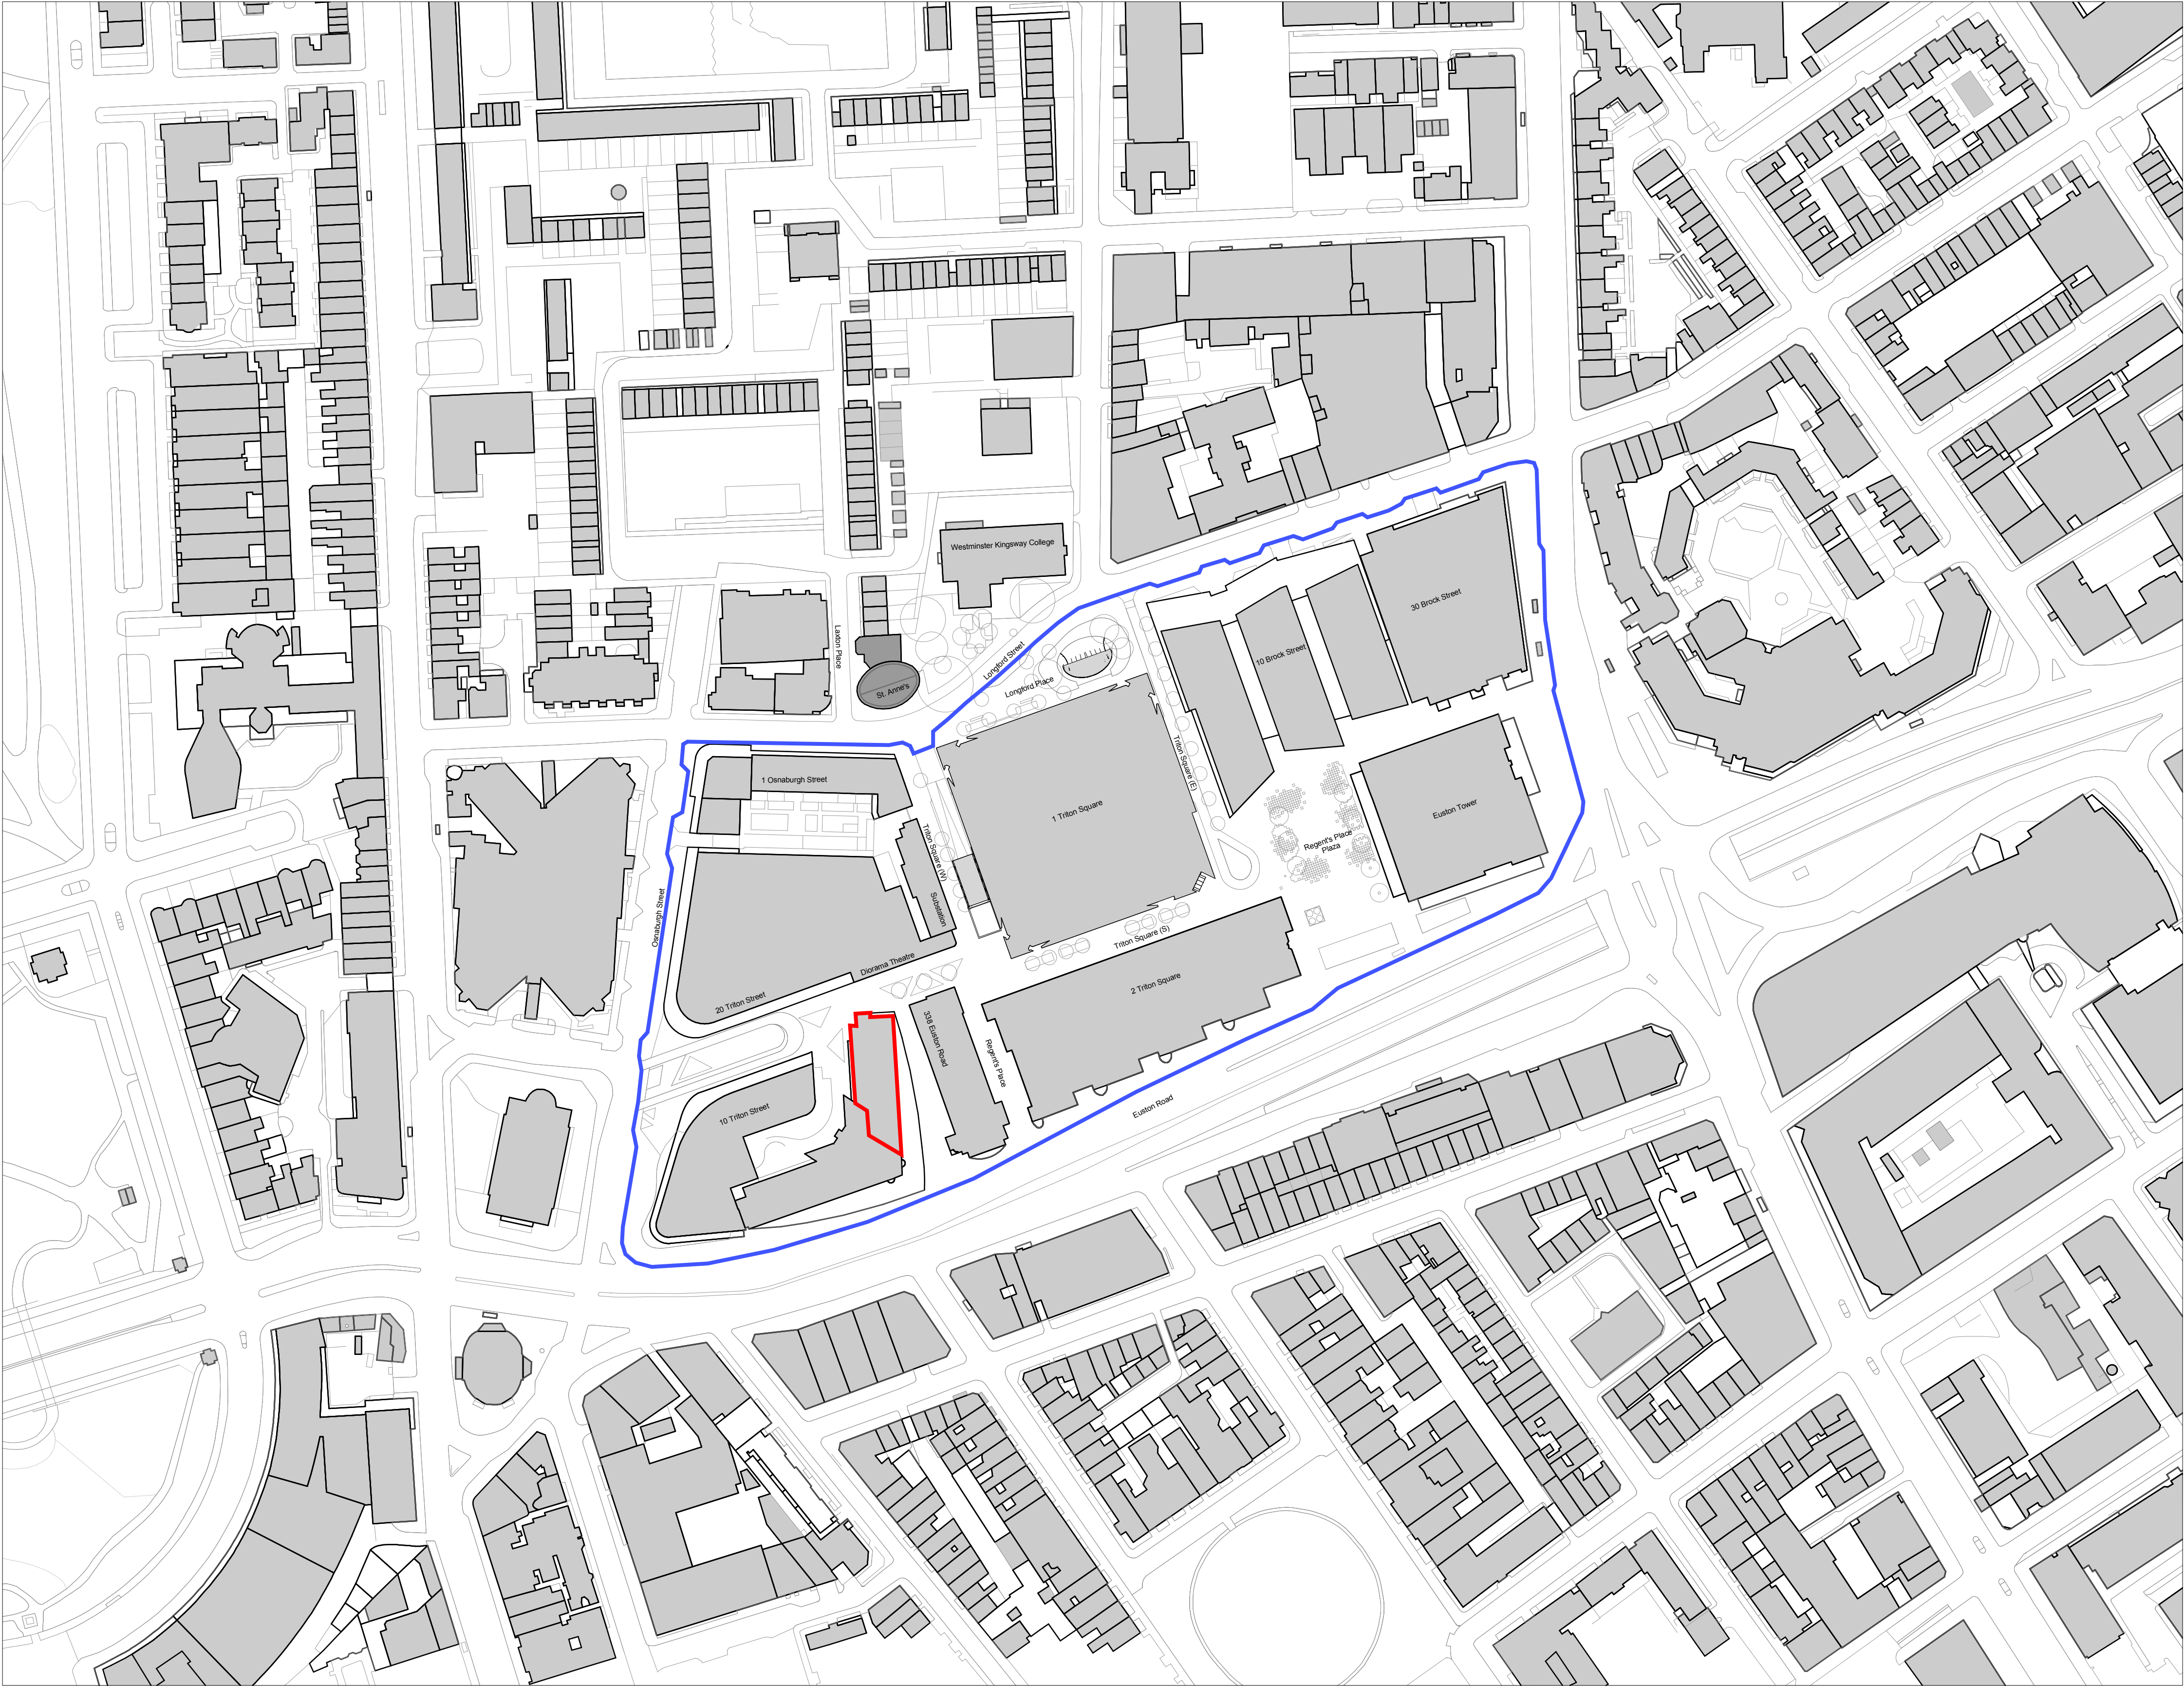 Westminster Kingsway College
30 Brock Street
10 Brock Street
Laxton Place
Longford Street
St. Anne's
Longford Place
Triton Square (E)
1 Osnaburgh Street
1 Triton Square
Euston Tower
Triton Square (W)
Regent's Place
Plaza
Substation
Osnaburgh Street
Triton Square (S)
Diorama Theatre
2 Triton Square
20 Triton Street
338 Euston Road
Regent's Place
10 Triton Street
Euston Road